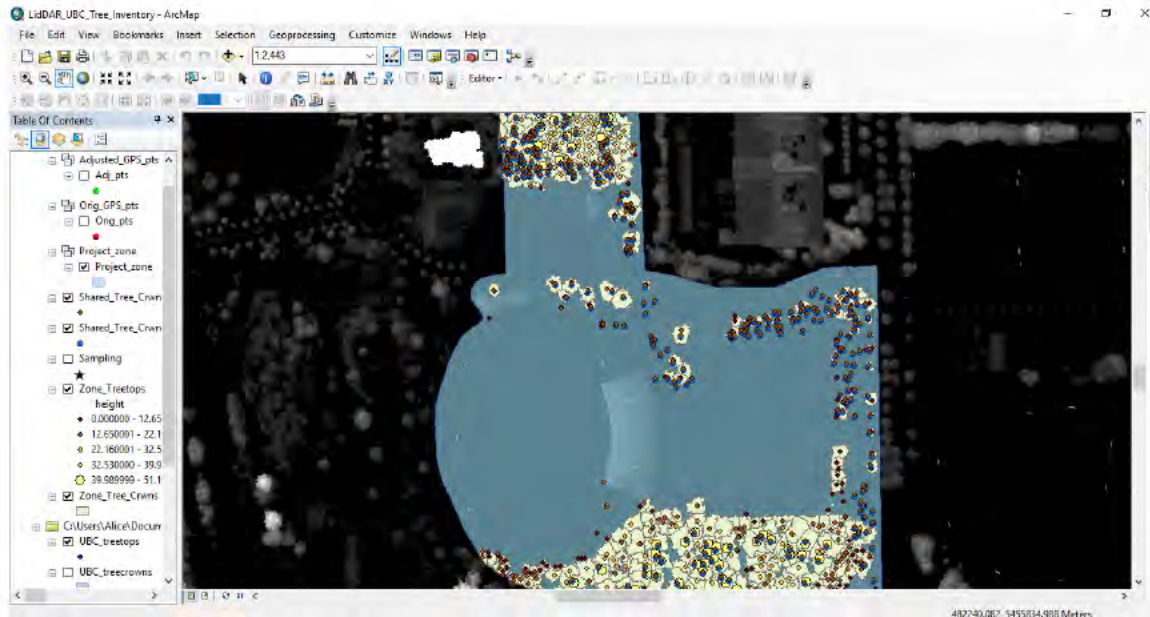 LidDAR_UBC_Tree_Inventory - ArcMap
File Edit View Bookmarks Insert Selection Geoprocessing Customize Windows Help
1:2,443
Editor
Table Of Contents
Adjusted_GPS_pts
Adj_pts
Orig_GPS_pts
Orig_pts
Project_zone
Project_zone
Shared_Tree_Crwn
Shared_Tree_Crwn
Sampling
Zone_Treetops
height
0.000000 - 12.65
12.650001 - 22.1
22.160001 - 32.5
32.530000 - 39.9
39.989999 - 51.1
Zone_Tree_Crwns
C:\Users\Alice\Docum
UBC_treetops
UBC_treecrowns
482240.087 5455834.988 Meters